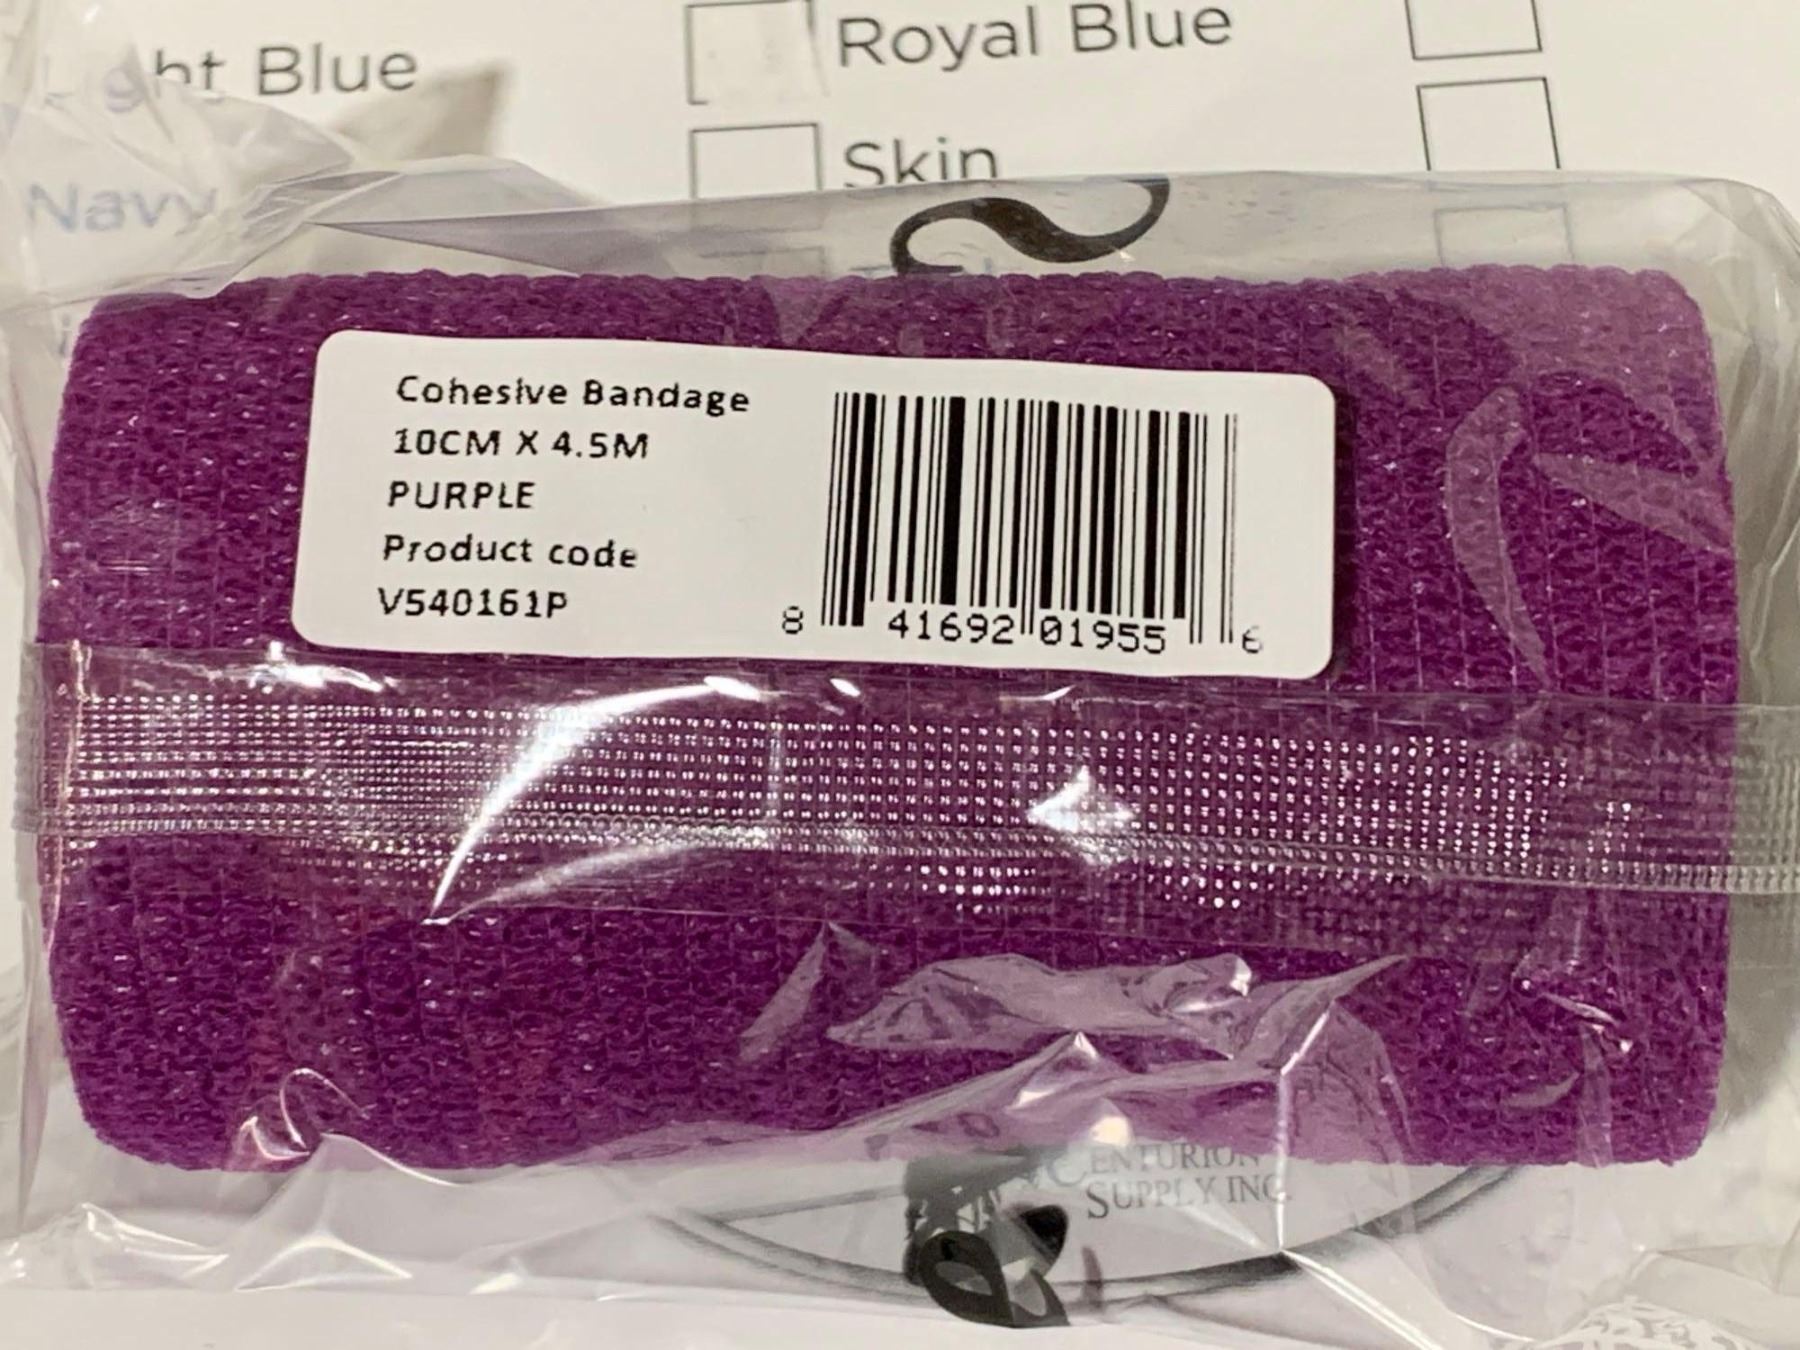 Blue
Royal Blue
Skin
Navy
Cohesive Bandage
10CM X 4.5M
PURPLE
Product code
V540161P
8 41692 01955 6
CENTURION
SUPPLY INC.